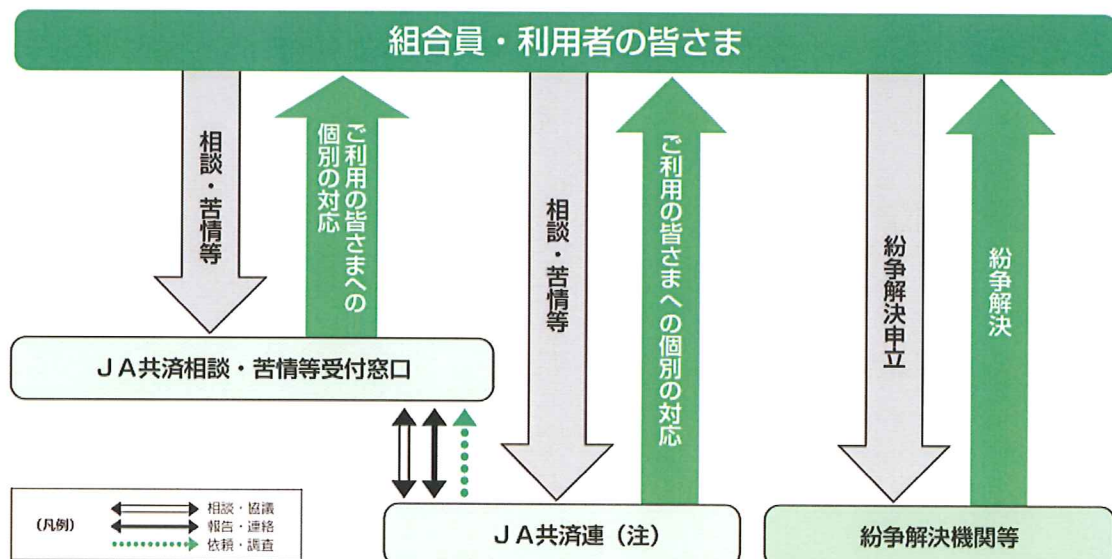 組合員・利用者の皆さま
相談・苦情等
ご利用の皆さまへの
個別の対応
相談・苦情等
ご利用の皆さまへの個別の対応
紛争解決申立
紛争解決
JA共済相談・苦情等受付窓口
(凡例)
相談・協議
報告・連絡
依頼・調査
JA共済連(注)
紛争解決機関等